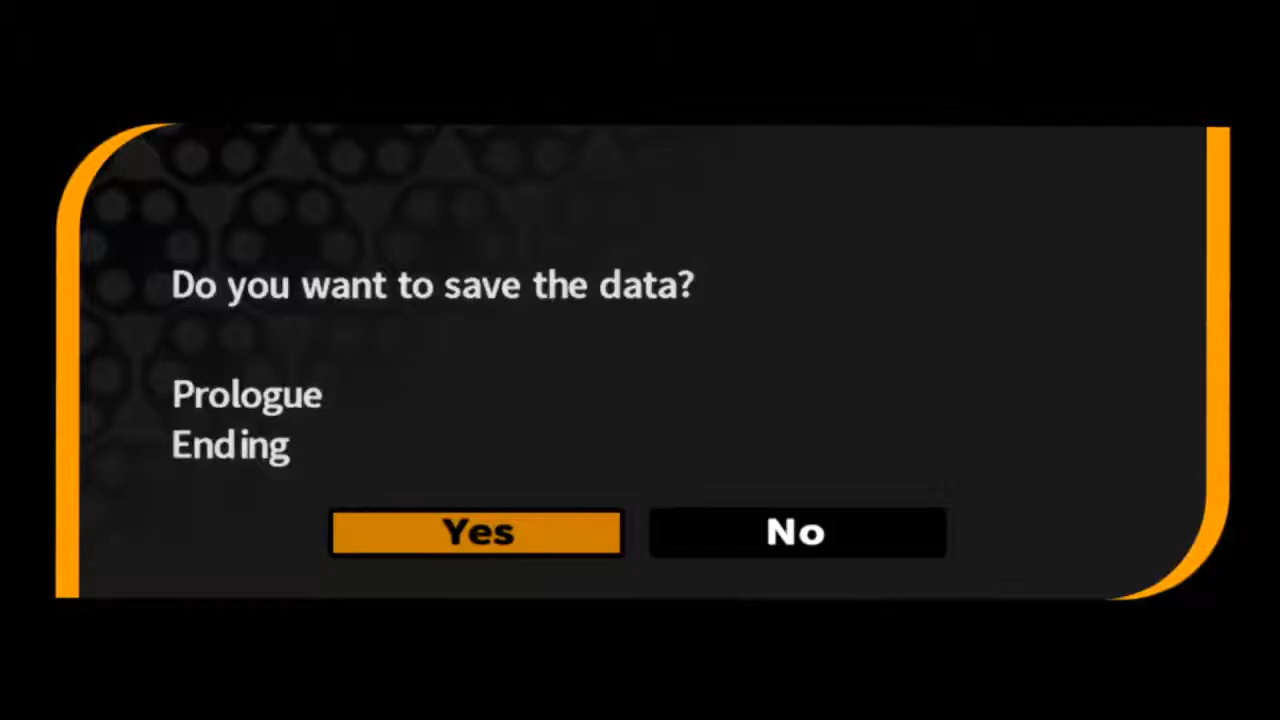 Do you want to save the data?
Prologue
Ending
Yes No